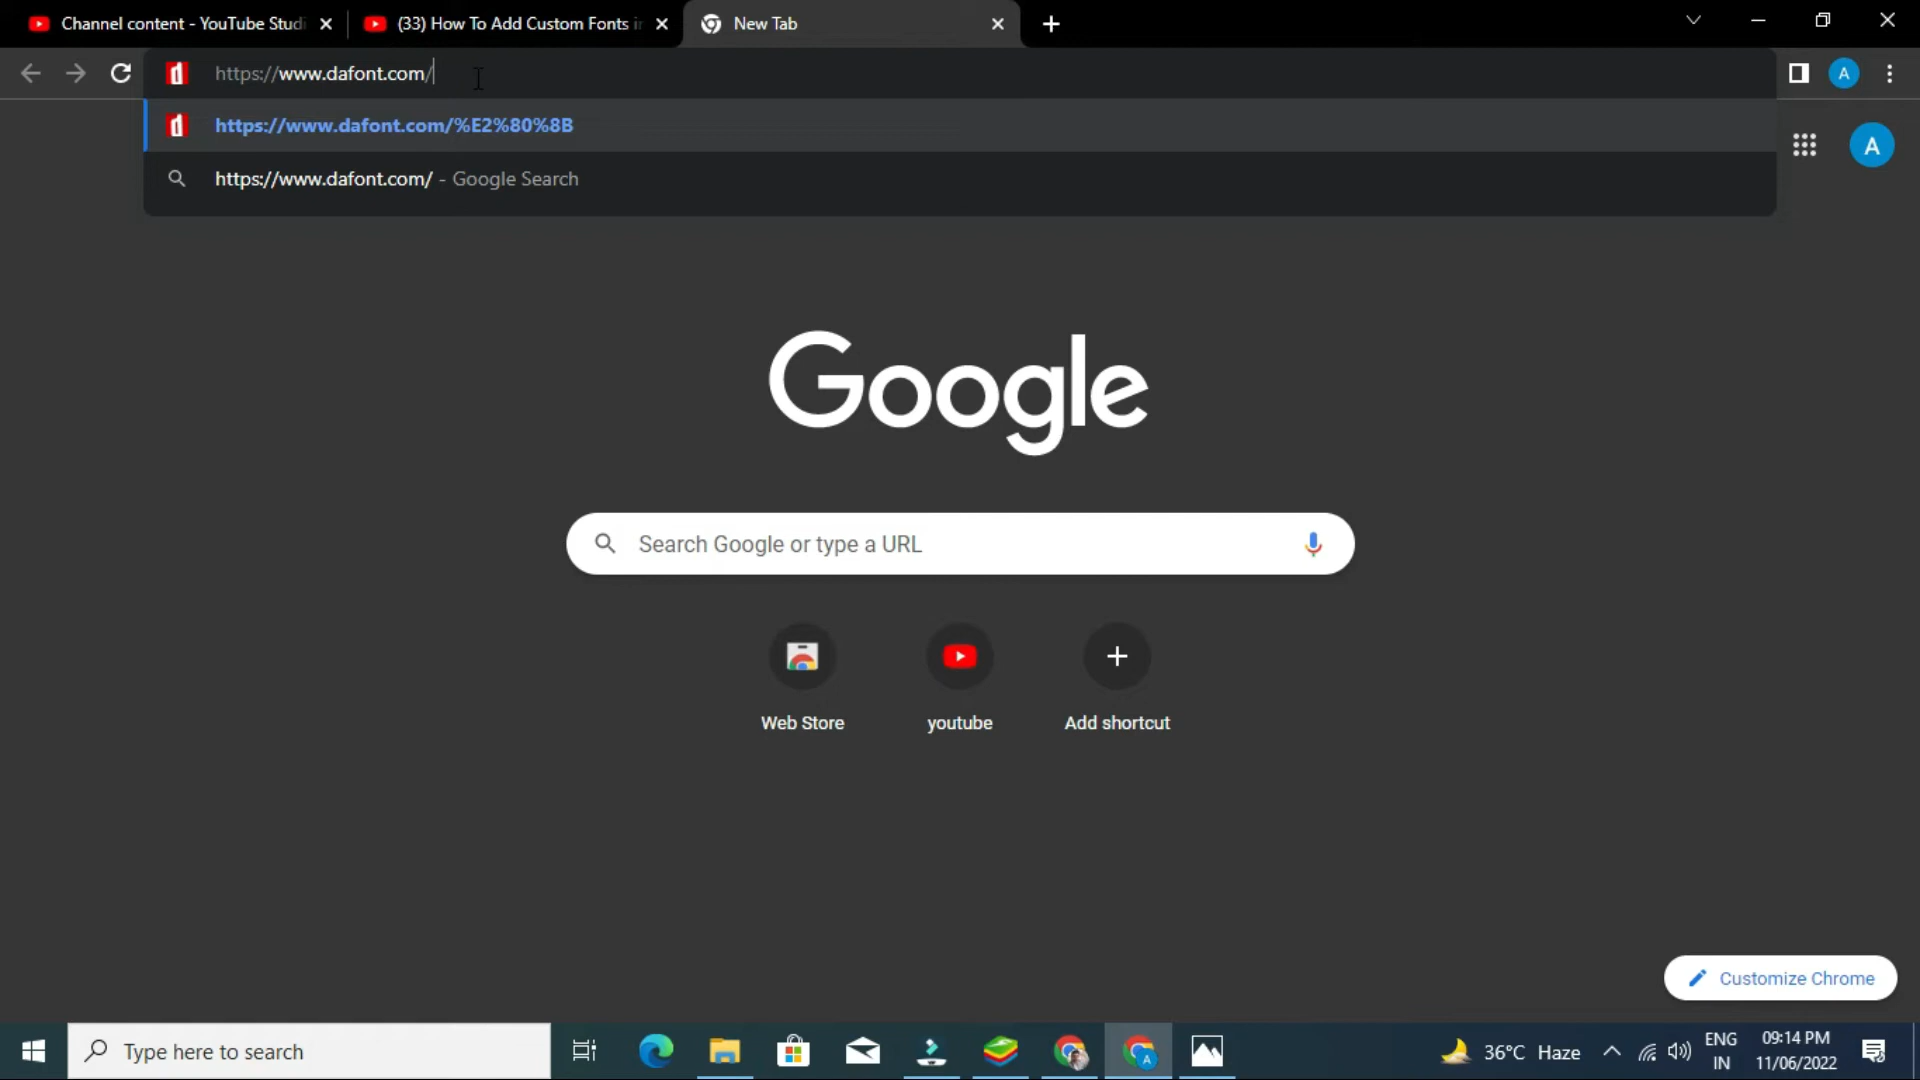 Channel content - YouTube Studi
(33) How To Add Custom Fonts in
New Tab
https://www.dafont.com/
A
https://www.dafont.com/%E2%80%8B
https://www.dafont.com/ - Google Search
A
Google
Search Google or type a URL
Web Store
youtube
Add shortcut
Customize Chrome
Type here to search
A
36°C Haze
ENG
IN
09:14 PM
11/06/2022